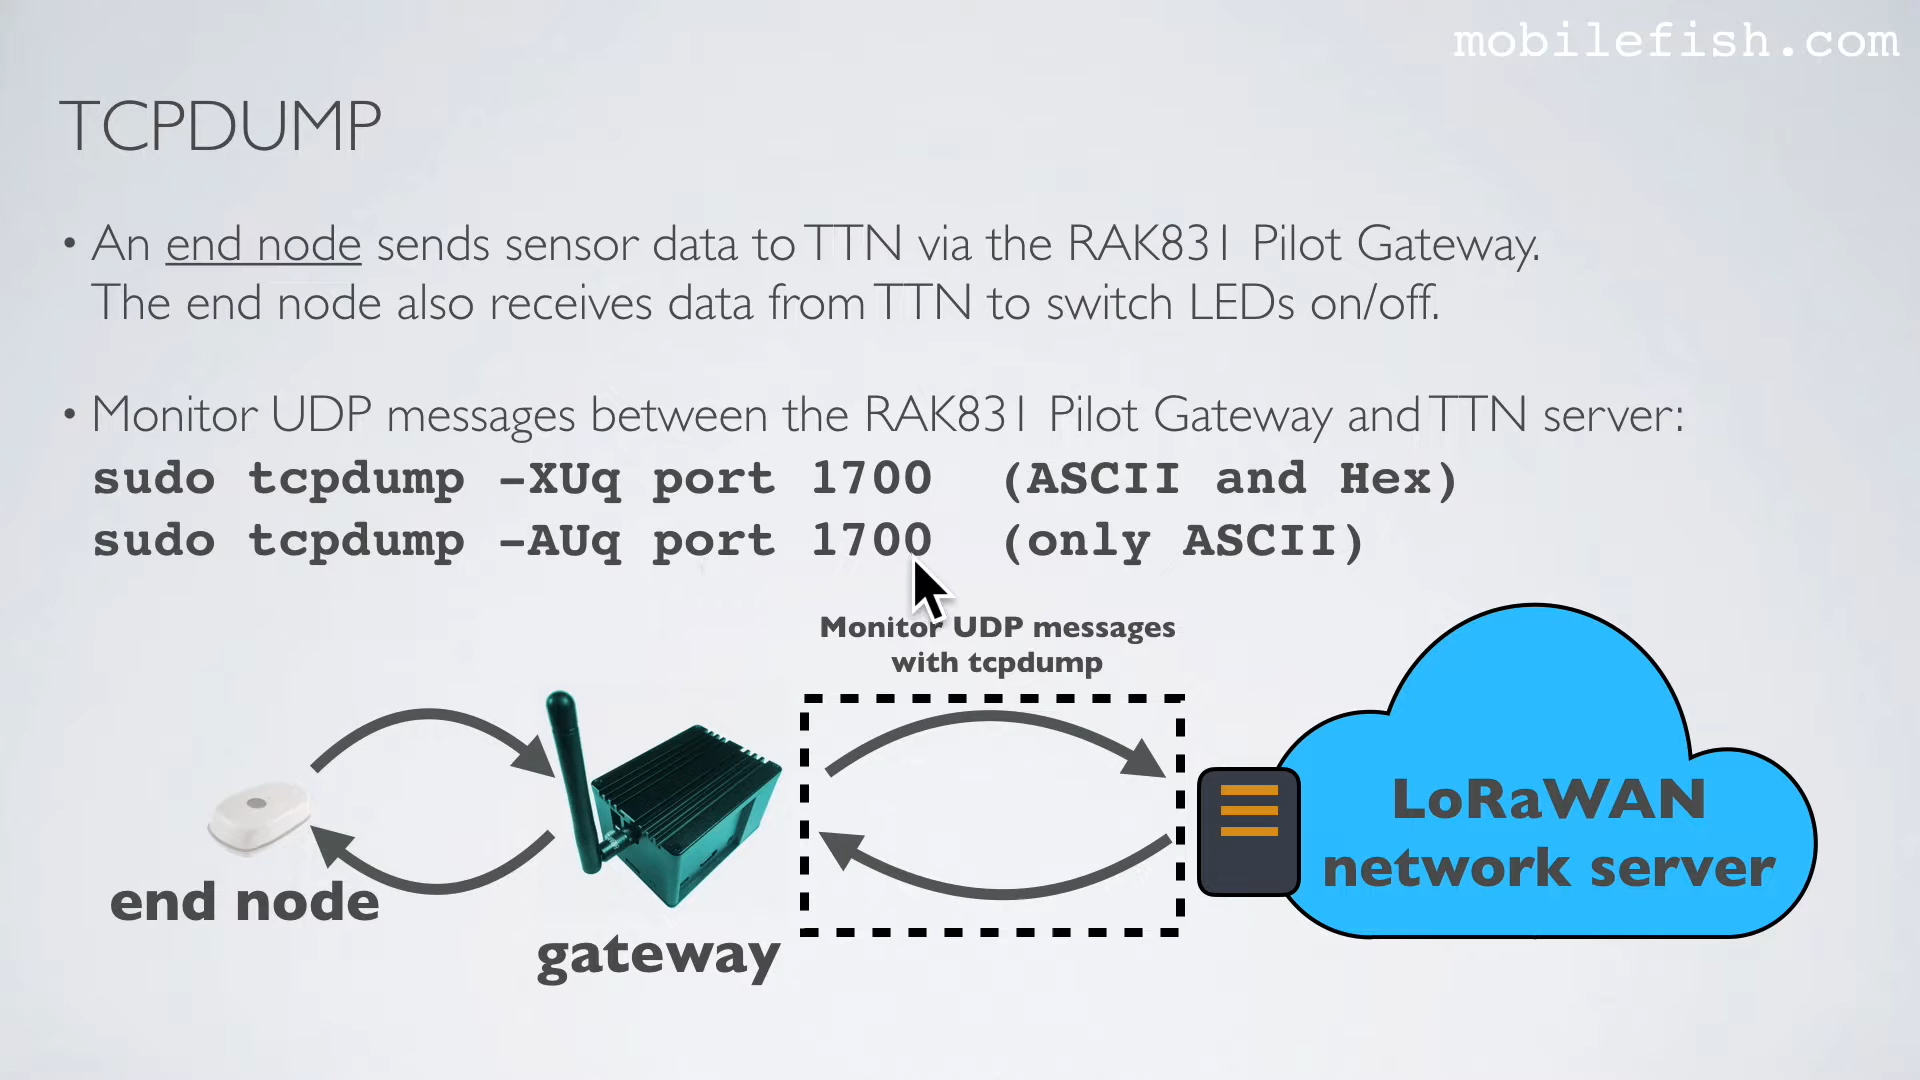 mobilefish.com
TCPDUMP
• An end node sends sensor data to TTN via the RAK831 Pilot Gateway.
The end node also receives data from TTN to switch LEDs on/off.
• Monitor UDP messages between the RAK831 Pilot Gateway and TTN server:
sudo tcpdump -XUq port 1700 (ASCII and Hex)
sudo tcpdump -AUq port 1700 (only ASCII)
Monitor UDP messages
with tcpdump
LoRaWAN
network server
end node
gateway